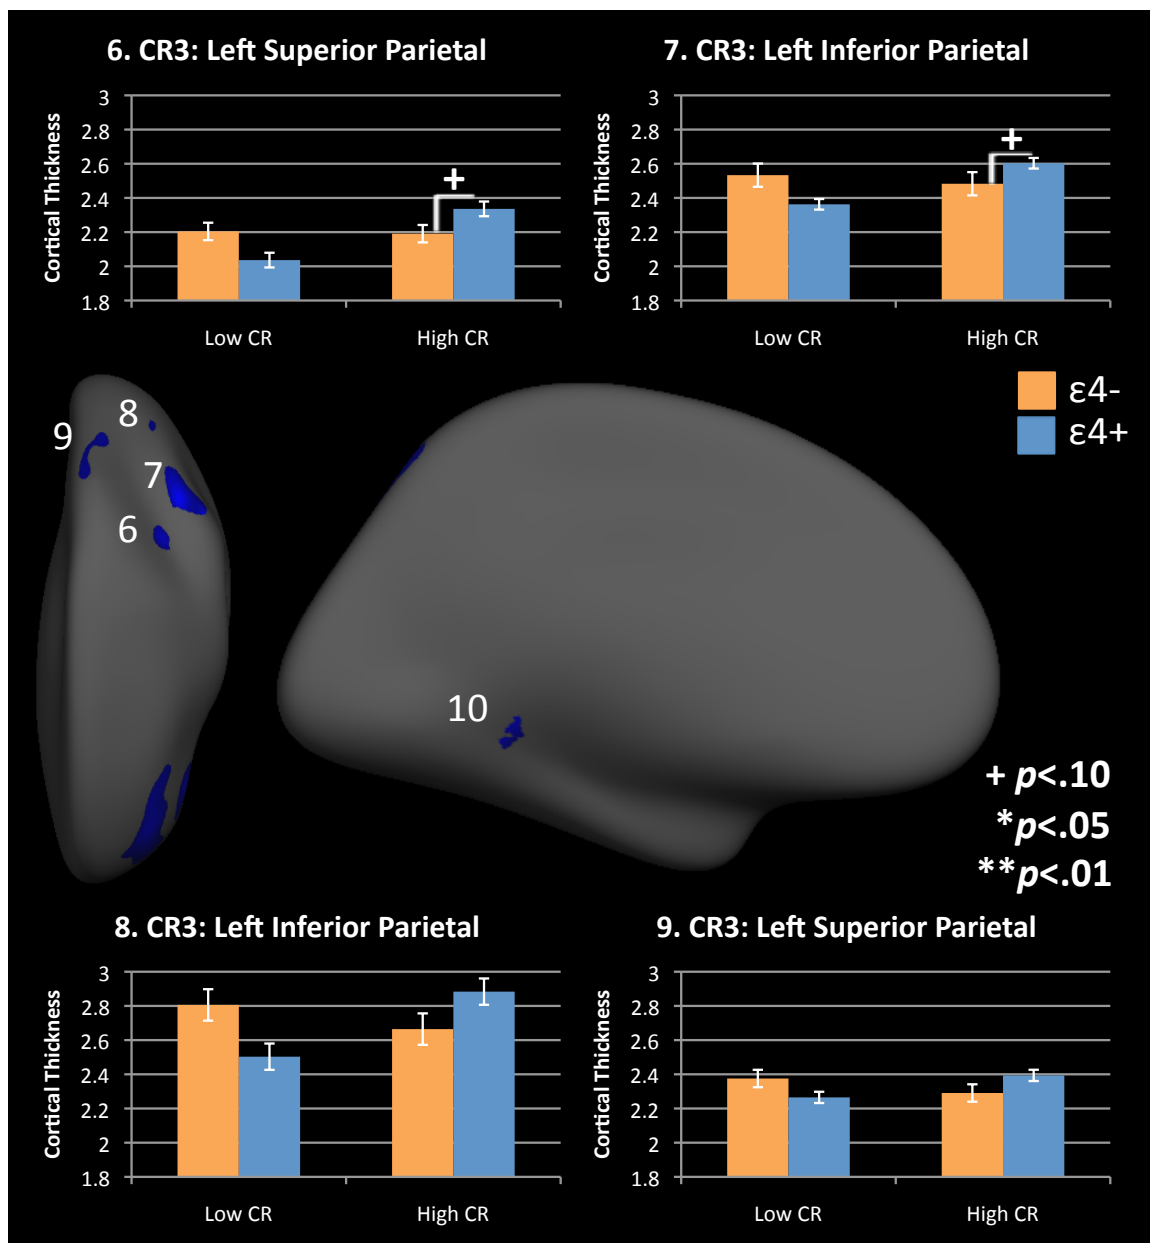 6. CR3: Left Superior Parietal
Cortical Thickness
3
2.8
2.6
2.4
2.2
2
1.8
+
Low CR
High CR
7. CR3: Left Inferior Parietal
Cortical Thickness
3
2.8
2.6
2.4
2.2
2
1.8
+
Low CR
High CR
ε4-
ε4+
8
9
7
6
10
+ p<.10
*p<.05
**p<.01
8. CR3: Left Inferior Parietal
Cortical Thickness
3
2.8
2.6
2.4
2.2
2
1.8
Low CR
High CR
9. CR3: Left Superior Parietal
Cortical Thickness
3
2.8
2.6
2.4
2.2
2
1.8
Low CR
High CR